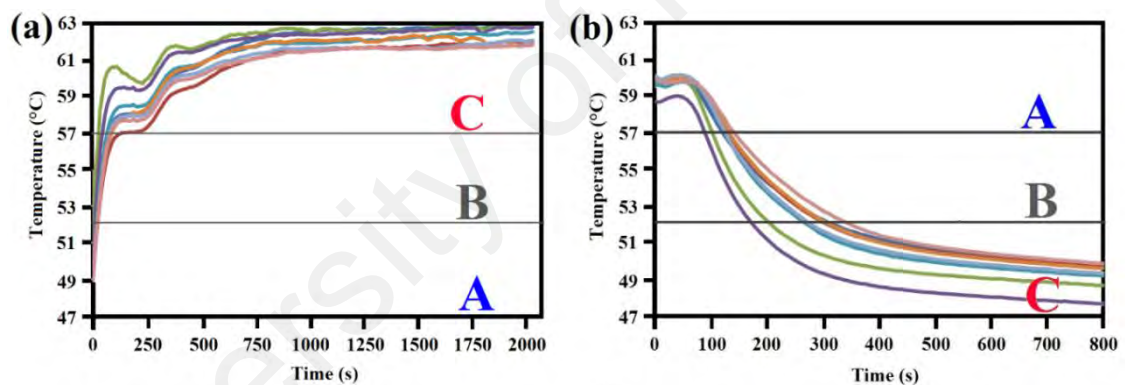 (a)
Temperature (°C)
63
61
59
57
55
53
51
49
47
C
B
A
0 250 500 750 1000 1250 1500 1750 2000
Time (s)
(b)
Temperature (°C)
63
61
59
57
55
53
51
49
47
A
B
C
0 100 200 300 400 500 600 700 800
Time (s)
ersity of